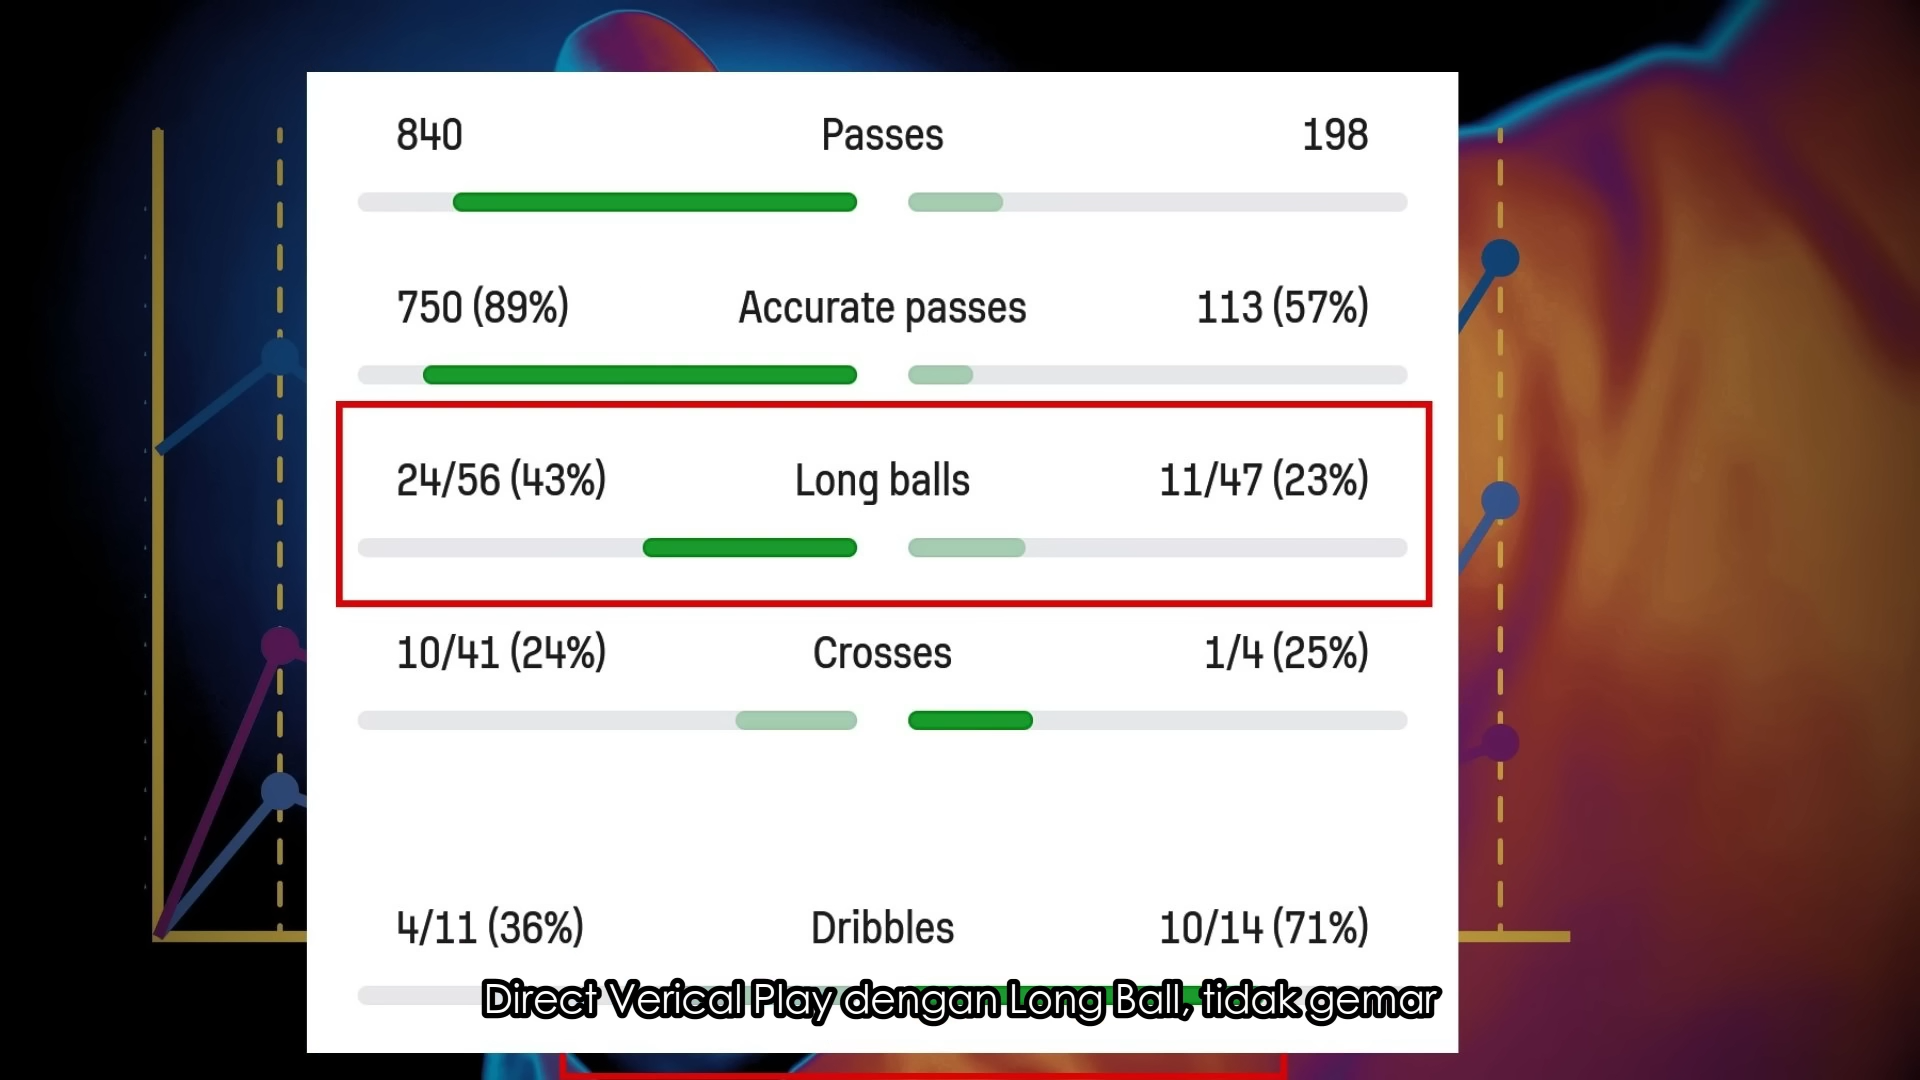 840 Passes 198
750 (89%) Accurate passes 113 (57%)
24/56 (43%) Long balls 11/47 (23%)
10/41 (24%) Crosses 1/4 (25%)
4/11 (36%) Dribbles 10/14 (71%)
Direct Verical Play dengan Long Ball, tidak gemar